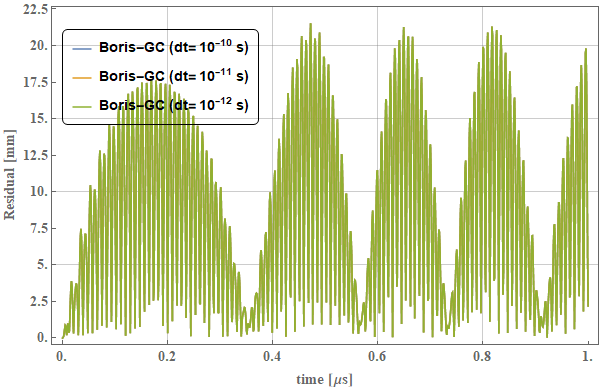 22.5
20.
17.5
15.
12.5
10.
7.5
5.
2.5
0.
Residual [mm]
Boris–GC (dt= 10⁻¹⁰ s)
Boris–GC (dt= 10⁻¹¹ s)
Boris–GC (dt= 10⁻¹² s)
0. 0.2 0.4 0.6 0.8 1.
time [μs]